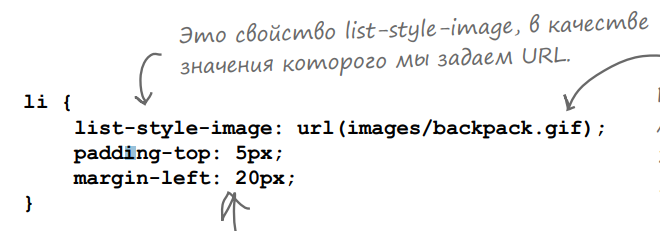 Это свойство list-style-image, в качестве
значения которого мы задаем URL.
li {
list-style-image: url(images/backpack.gif);
padding-top: 5px;
margin-left: 20px;
}